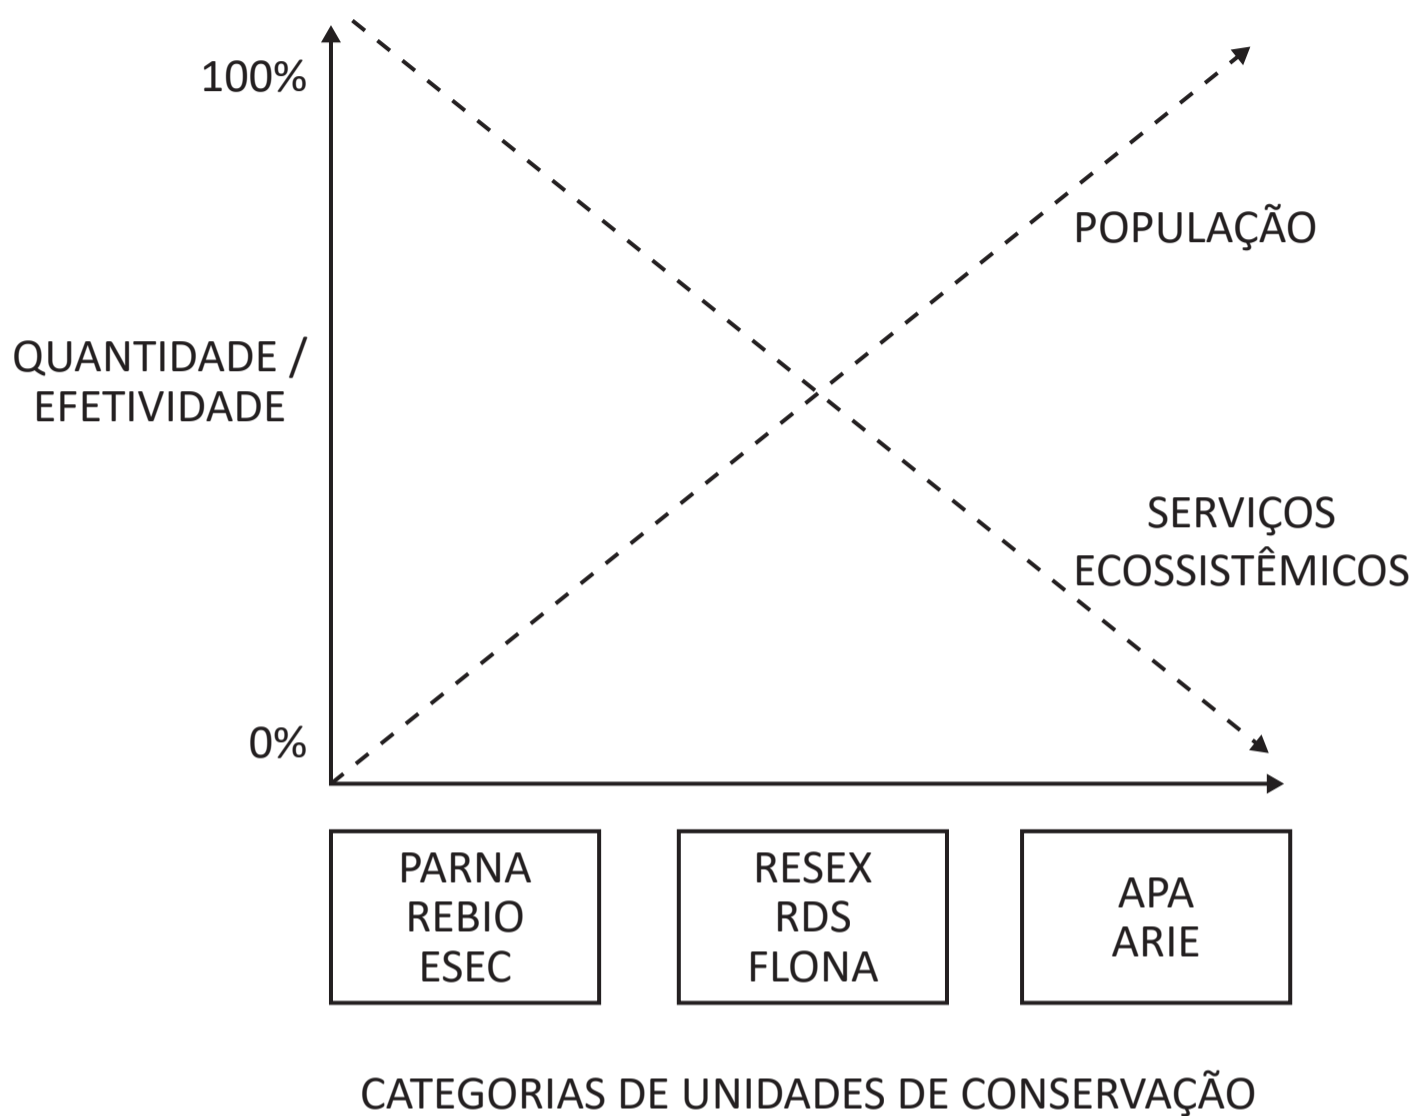 100%
POPULAÇÃO
QUANTIDADE /
EFETIVIDADE
SERVIÇOS
ECOSSISTÊMICOS
0%
PARNA
REBIO
ESEC
RESEX
RDS
FLONA
APA
ARIE
CATEGORIAS DE UNIDADES DE CONSERVAÇÃO